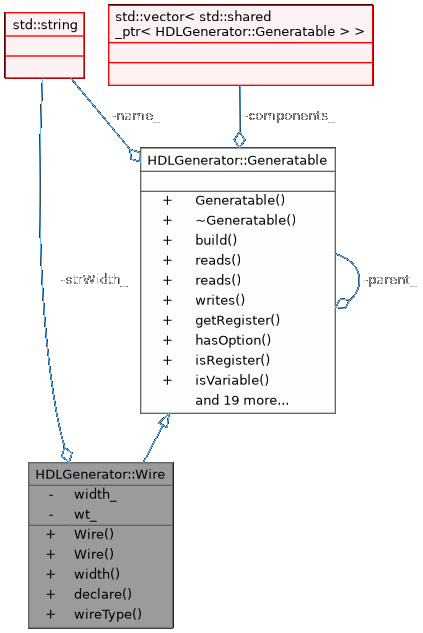 std::string
std::vector< std::shared
_ptr< HDLGenerator::Generatable > >
-name_
-components_
HDLGenerator::Generatable
+ Generatable()
+ ~Generatable()
+ build()
+ reads()
+ reads()
+ writes()
+ getRegister()
+ hasOption()
+ isRegister()
+ isVariable()
and 19 more...
-strWidth_
-parent_
HDLGenerator::Wire
- width_
- wt_
+ Wire()
+ Wire()
+ width()
+ declare()
+ wireType()